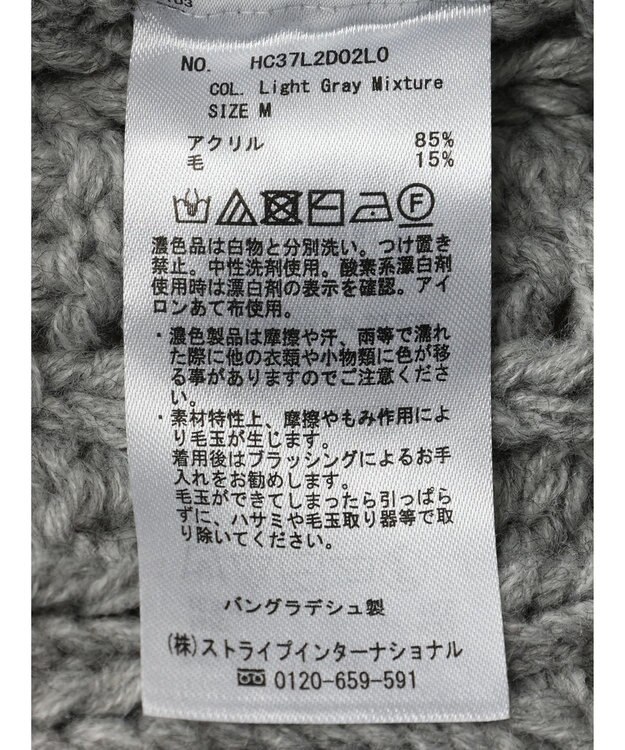 NO. HC37L2D02L0
COL. Light Gray Mixture
SIZE M
アクリル 85%
毛 15%
F
濃色品は白物と分別洗い。つけ置き
禁止。中性洗剤使用。酸素系漂白剤
使用時は漂白剤の表示を確認。アイ
ロンあて布使用。
・濃色製品は摩擦や汗、雨等で濡れ
た際に他の衣類や小物類に色が移
る事がありますのでご注意くださ
い。
・素材特性上、摩擦やもみ作用によ
り毛玉が生じます。
着用後はブラッシングによるお手
入れをお勧めします。
毛玉ができてしまったら引っぱら
ずに、ハサミや毛玉取り器等で取
り除いてください。
バングラデシュ製
(株)ストライプインターナショナル
0120-659-591